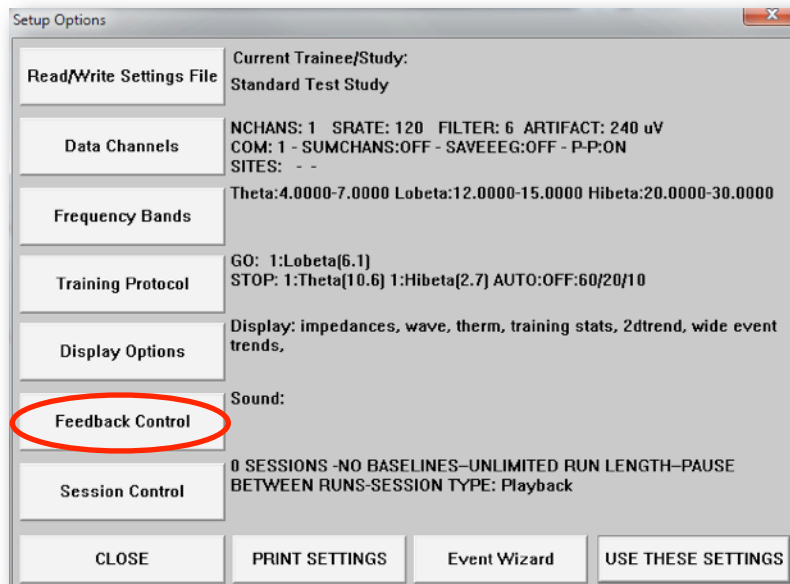 Setup Options
X
Read/Write Settings File
Current Trainee/Study:
Standard Test Study
Data Channels
NCHANS: 1 SRATE: 120 FILTER: 6 ARTIFACT: 240 uV
COM: 1 - SUMCHANS:OFF - SAVEEEG:OFF - P-P:ON
SITES: - -
Frequency Bands
Theta:4.0000-7.0000 Lobeta:12.0000-15.0000 Hibeta:20.0000-30.0000
Training Protocol
GO: 1:Lobeta(6.1)
STOP: 1:Theta(10.6) 1:Hibeta(2.7) AUTO:OFF:60/20/10
Display Options
Display: impedances, wave, therm, training stats, 2dtrend, wide event
trends,
Feedback Control
Sound:
Session Control
0 SESSIONS -NO BASELINES--UNLIMITED RUN LENGTH--PAUSE
BETWEEN RUNS-SESSION TYPE: Playback
CLOSE
PRINT SETTINGS
Event Wizard
USE THESE SETTINGS